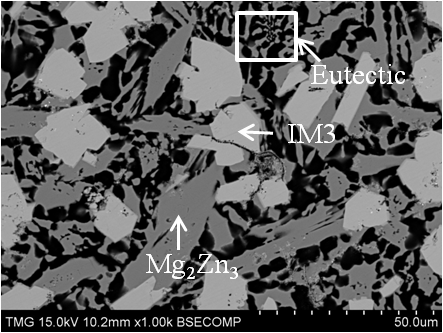 Eutectic
IM3
Mg₂Zn₃
TMG 15.0kV 10.2mm x1.00k BSECOMP 50.0um